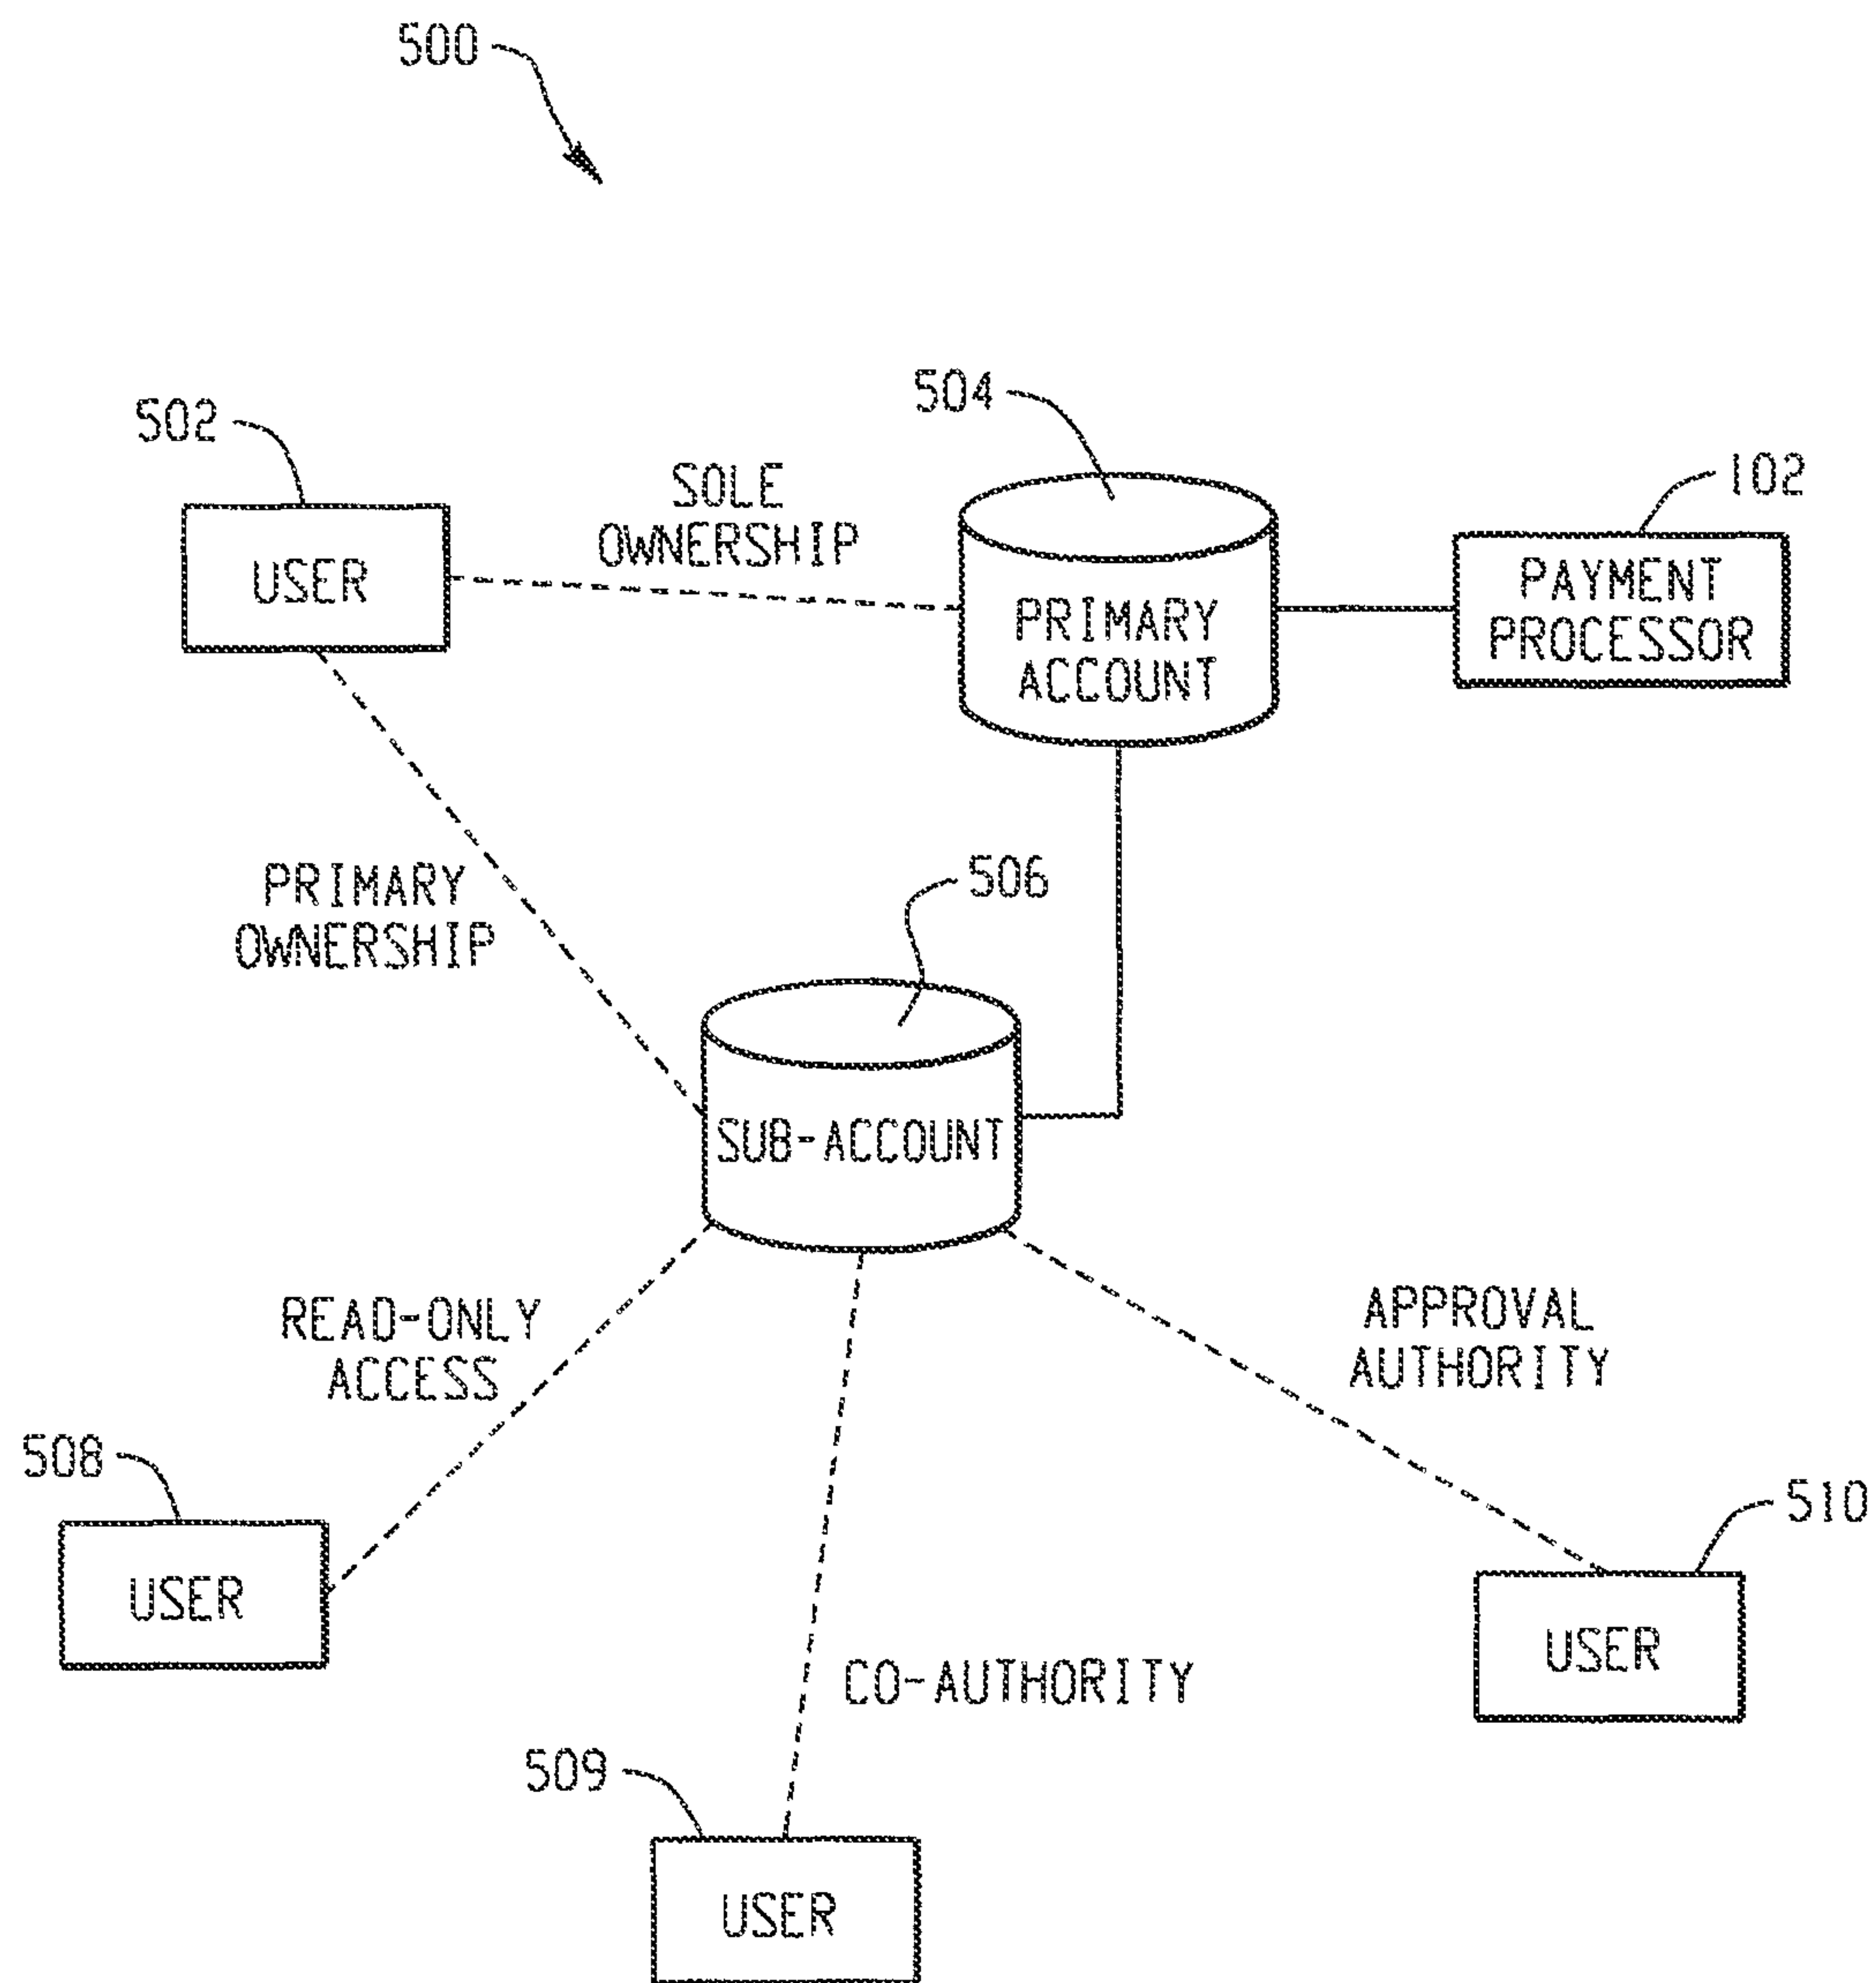 500
502
504
102
SOLE
OWNERSHIP
USER
PRIMARY
ACCOUNT
PAYMENT
PROCESSOR
PRIMARY
OWNERSHIP
506
SUB-ACCOUNT
READ-ONLY
ACCESS
APPROVAL
AUTHORITY
508
USER
510
USER
CO-AUTHORITY
509
USER